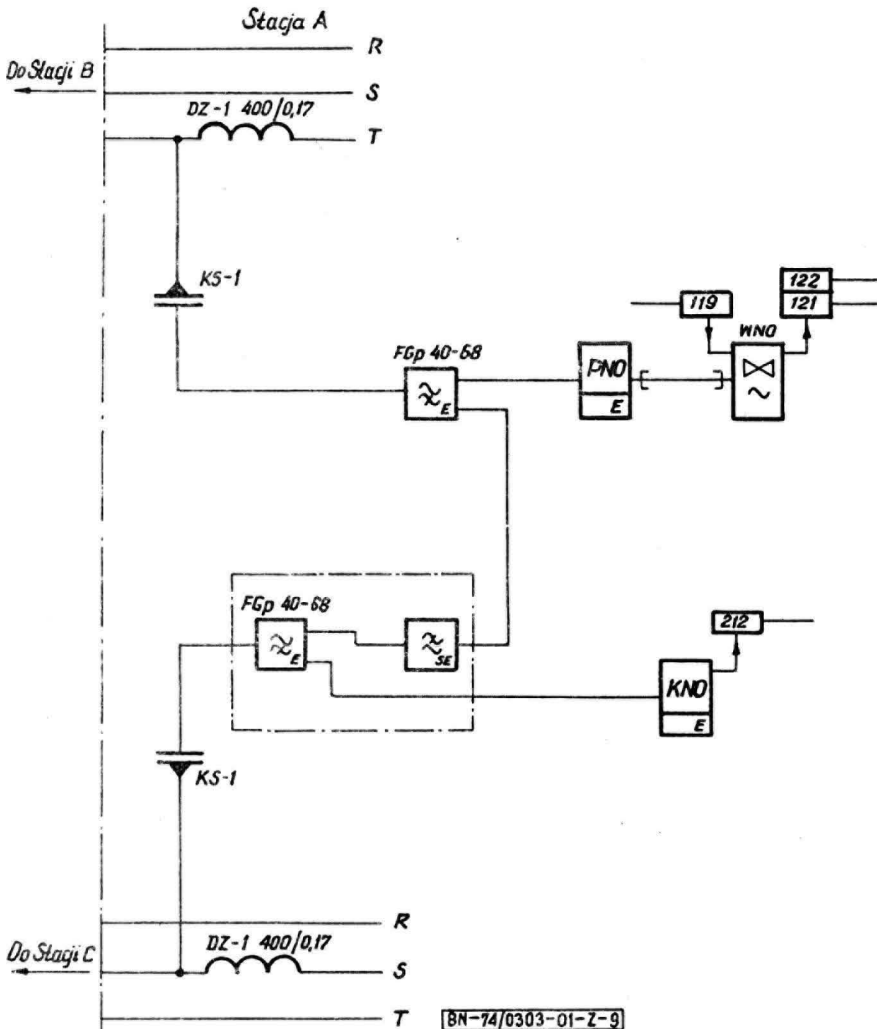 Stacja A
R
Do Stacji B
S
DZ-1 400/0,17
T
KS-1
119
122
121
WNO
FGp 40-68
E
PNO
E
FGp 40-68
E
SE
212
KNO
E
KS-1
R
DZ-1 400/0,17
Do Stacji C
S
T
BN-74/0303-01-Z-9